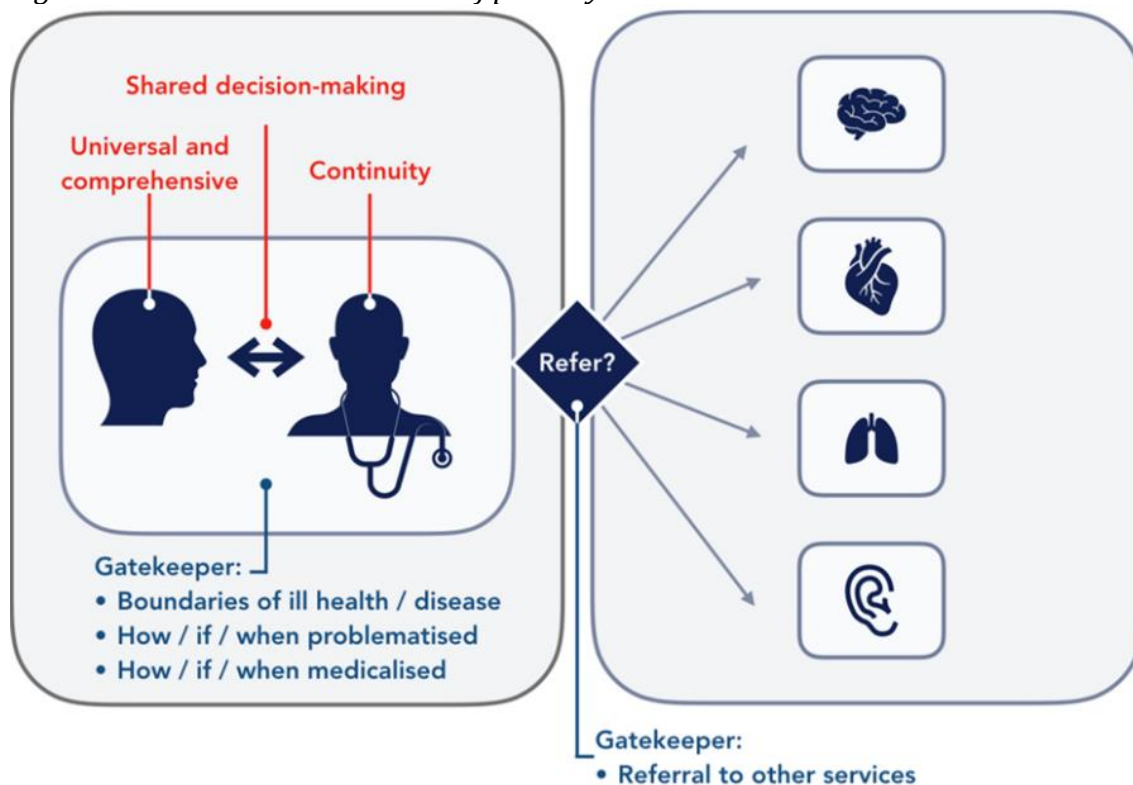 Shared decision-making
Universal and
comprehensive
Continuity
Refer?
Gatekeeper:
• Boundaries of ill health / disease
• How / if / when problematised
• How / if / when medicalised
Gatekeeper:
• Referral to other services